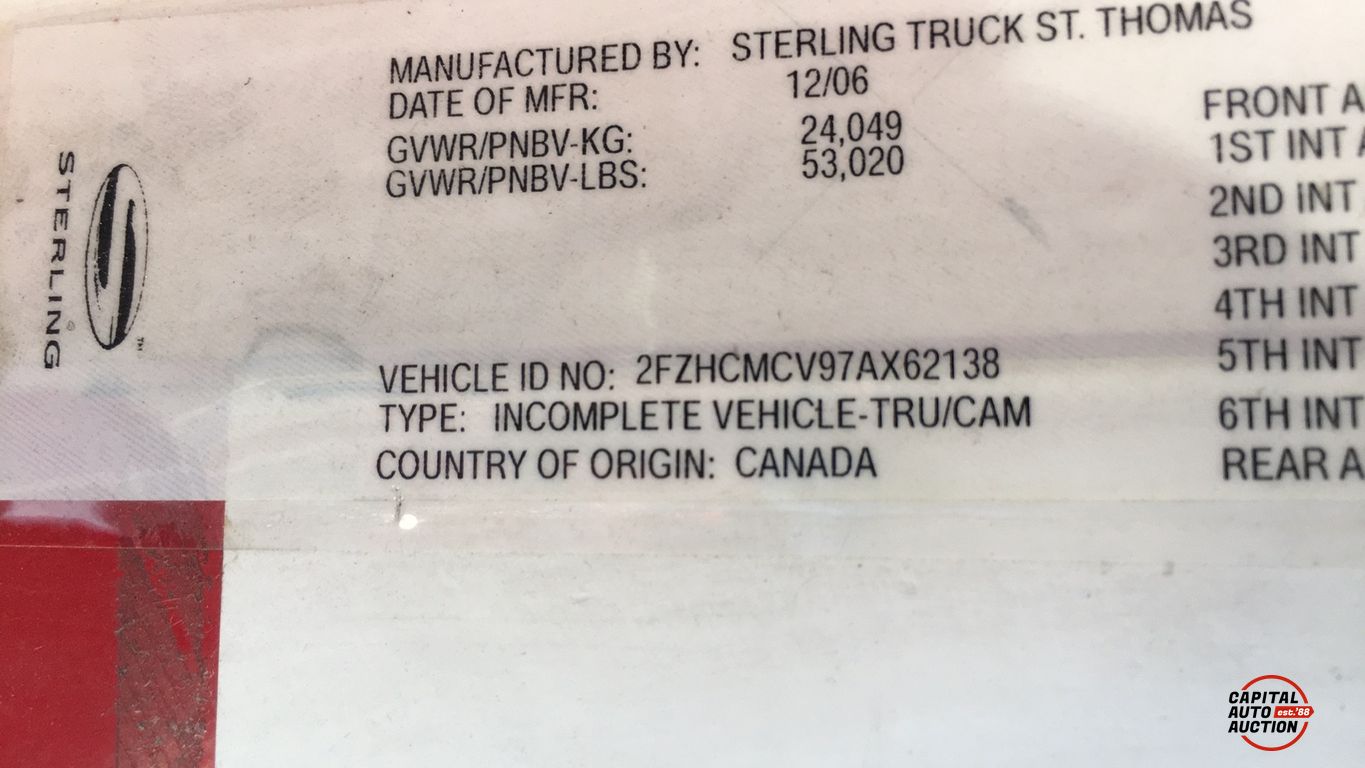 MANUFACTURED BY: STERLING TRUCK ST. THOMAS
DATE OF MFR: 12/06
GVWR/PNBV-KG: 24,049
GVWR/PNBV-LBS: 53,020
VEHICLE ID NO: 2FZHCMCV97AX62138
TYPE: INCOMPLETE VEHICLE-TRU/CAM
COUNTRY OF ORIGIN: CANADA
FRONT A
1ST INT A
2ND INT
3RD INT
4TH INT
5TH INT
6TH INT
REAR A
STERLING
TM
CAPITAL
AUTO est.'88
AUCTION